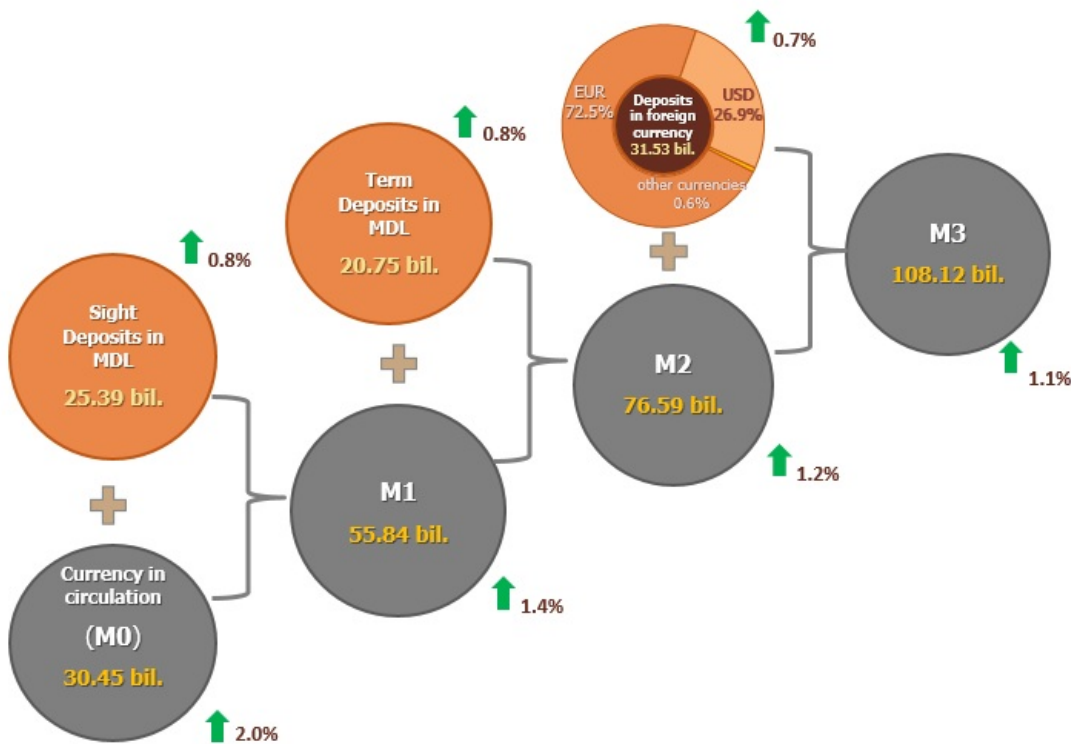 Sight
Deposits in
MDL
25.39 bil.
0.8%
Currency in
circulation
(M0)
30.45 bil.
2.0%
M1
55.84 bil.
1.4%
Term
Deposits in
MDL
20.75 bil.
0.8%
M2
76.59 bil.
1.2%
EUR
72.5%
Deposits
in foreign
currency
31.53 bil.
USD
26.9%
other currencies
0.6%
0.7%
M3
108.12 bil.
1.1%